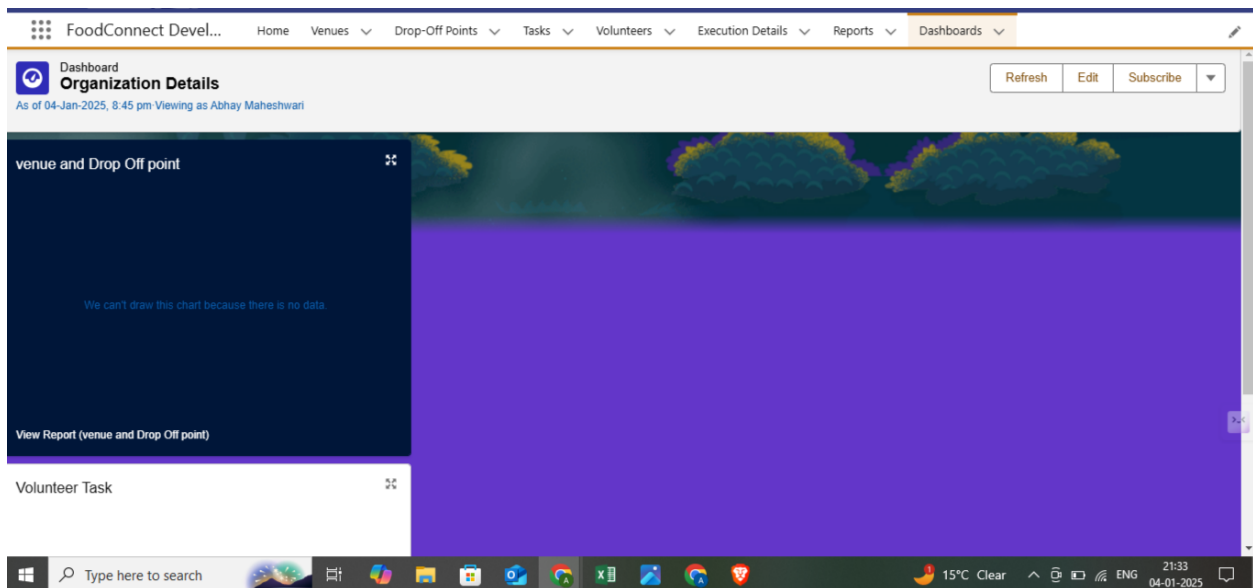 FoodConnect Devel... Home Venues Drop-Off Points Tasks Volunteers Execution Details Reports Dashboards
Dashboard
Organization Details
As of 04-Jan-2025, 8:45 pm·Viewing as Abhay Maheshwari
Refresh Edit Subscribe
venue and Drop Off point
We can't draw this chart because there is no data.
View Report (venue and Drop Off point)
Volunteer Task
Type here to search
15°C Clear
ENG
21:33
04-01-2025